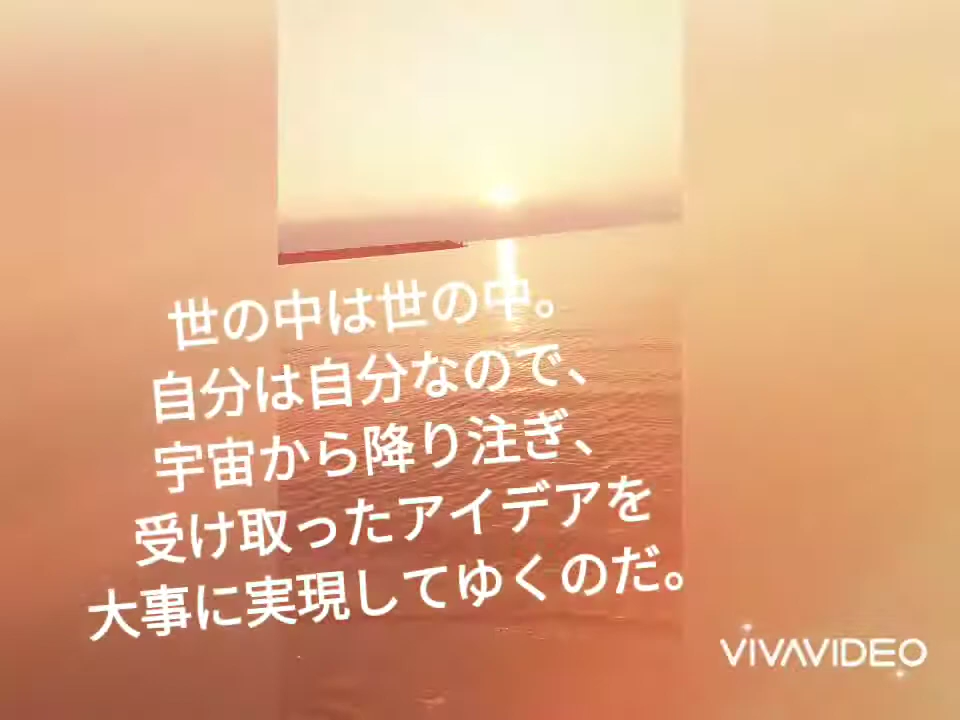 世の中は世の中。
自分は自分なので、
宇宙から降り注ぎ、
受け取ったアイデアを
大事に実現してゆくのだ。
VIVAVIDEO